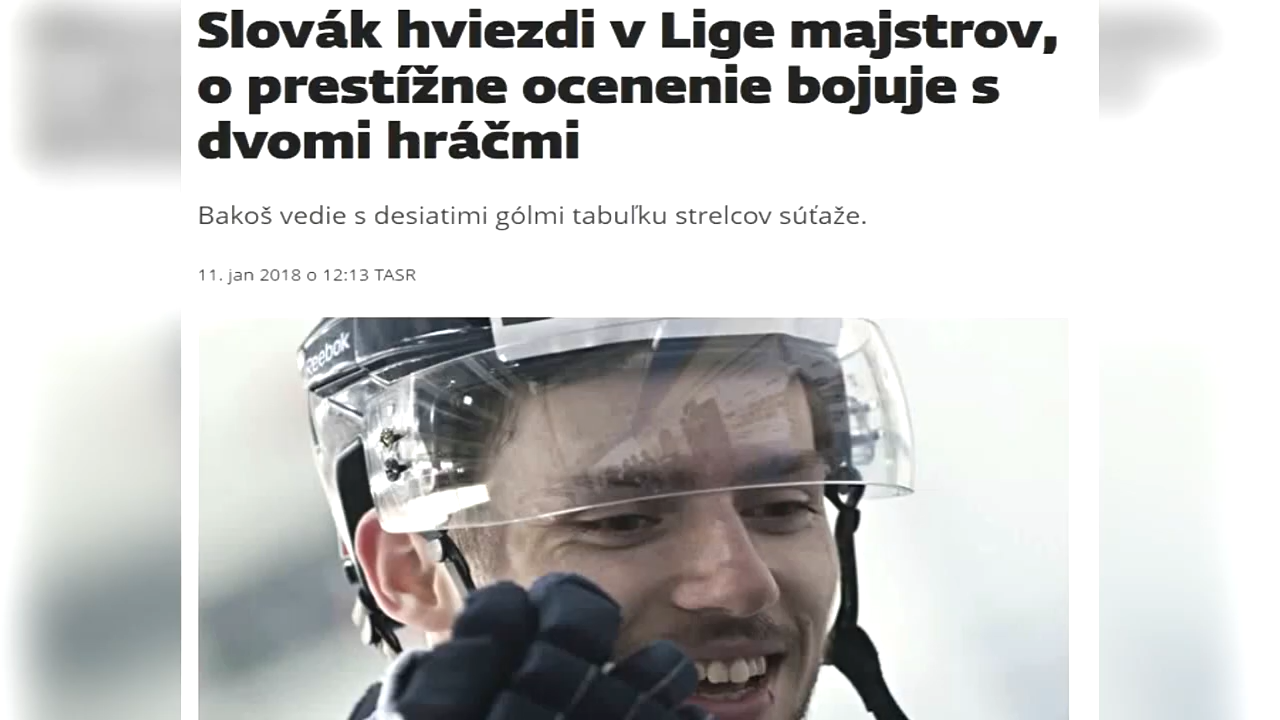 Slovák hviezdi v Lige majstrov,
o prestížne ocenenie bojuje s
dvomi hráčmi
Bakoš vedie s desiatimi gólmi tabuľku strelcov súťaže.
11. jan 2018 o 12:13 TASR
Reebok